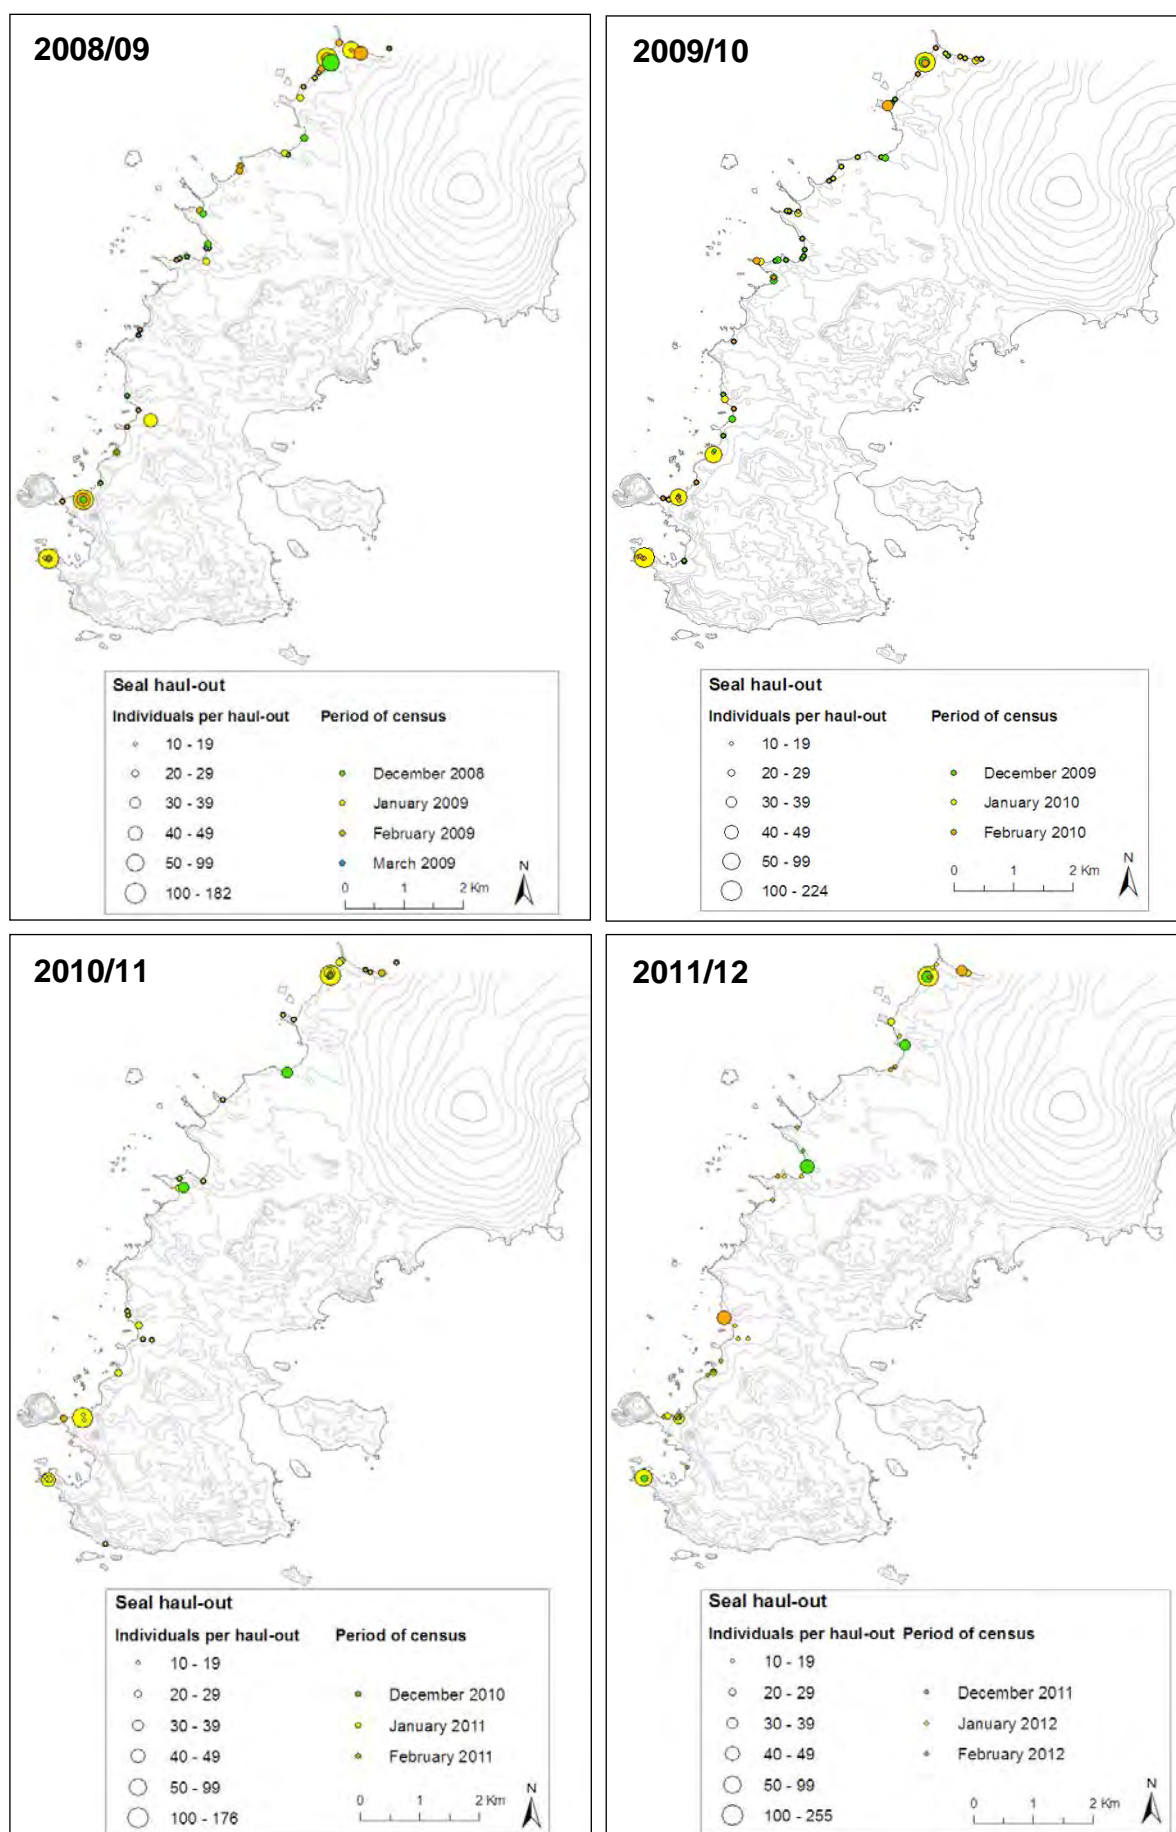 2008/09
Seal haul-out
Individuals per haul-out Period of census
10 - 19
20 - 29 December 2008
30 - 39 January 2009
40 - 49 February 2009
50 - 99 March 2009
100 - 182
0 1 2 Km
N
2009/10
Seal haul-out
Individuals per haul-out Period of census
10 - 19
20 - 29 December 2009
30 - 39 January 2010
40 - 49 February 2010
50 - 99
100 - 224
0 1 2 Km
N
2010/11
Seal haul-out
Individuals per haul-out Period of census
10 - 19
20 - 29 December 2010
30 - 39 January 2011
40 - 49 February 2011
50 - 99
100 - 176
0 1 2 Km
N
2011/12
Seal haul-out
Individuals per haul-out Period of census
10 - 19
20 - 29 December 2011
30 - 39 January 2012
40 - 49 February 2012
50 - 99
100 - 255
0 1 2 Km
N